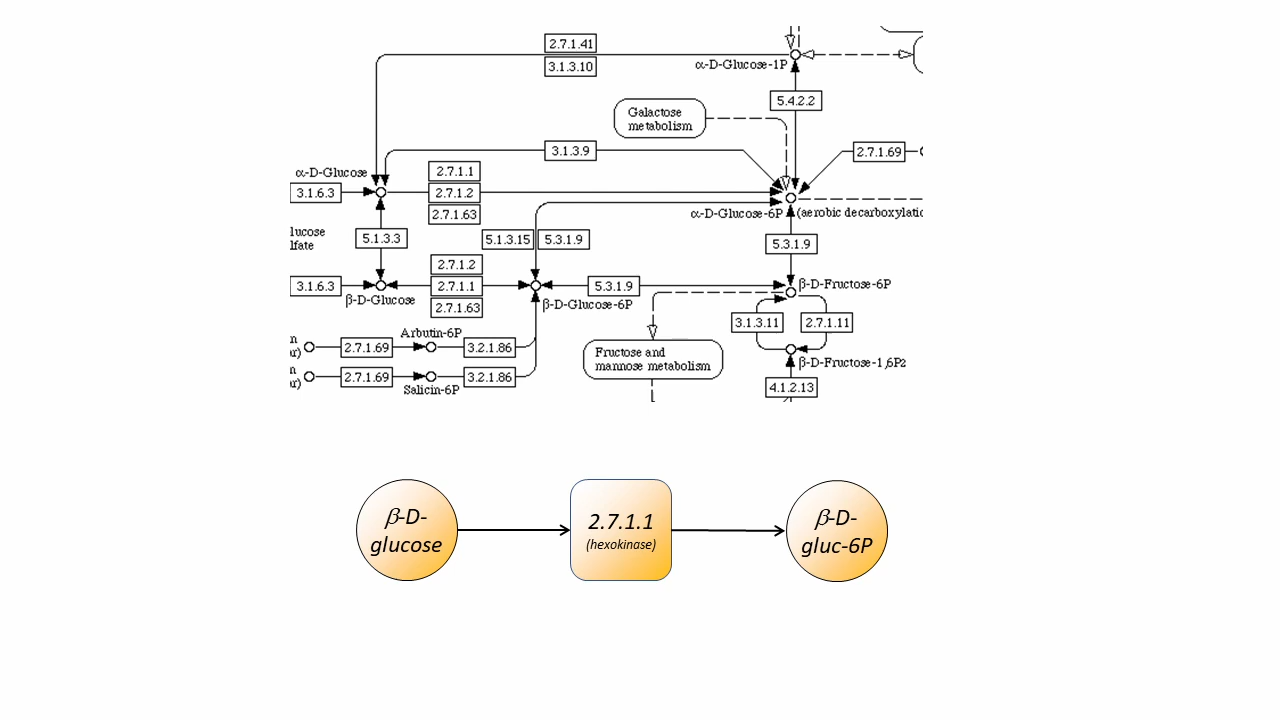 2.7.1.41
3.1.3.10
α-D-Glucose-1P
5.4.2.2
Galactose
metabolism
3.1.3.9
2.7.1.69
α-D-Glucose
2.7.1.1
3.1.6.3
2.7.1.2
2.7.1.63
α-D-Glucose-6P
(aerobic decarboxylatio
lucose
lfate
5.1.3.3
5.1.3.15
5.3.1.9
5.3.1.9
2.7.1.2
3.1.6.3
2.7.1.1
5.3.1.9
β-D-Fructose-6P
β-D-Glucose
2.7.1.63
β-D-Glucose-6P
3.1.3.11
2.7.1.11
Arbutin-6P
n
ur)
2.7.1.69
3.2.1.86
Fructose and
mannose metabolism
β-D-Fructose-1,6P2
n
ur)
2.7.1.69
3.2.1.86
Salicin-6P
4.1.2.13
β-D-
glucose
2.7.1.1
(hexokinase)
β-D-
gluc-6P